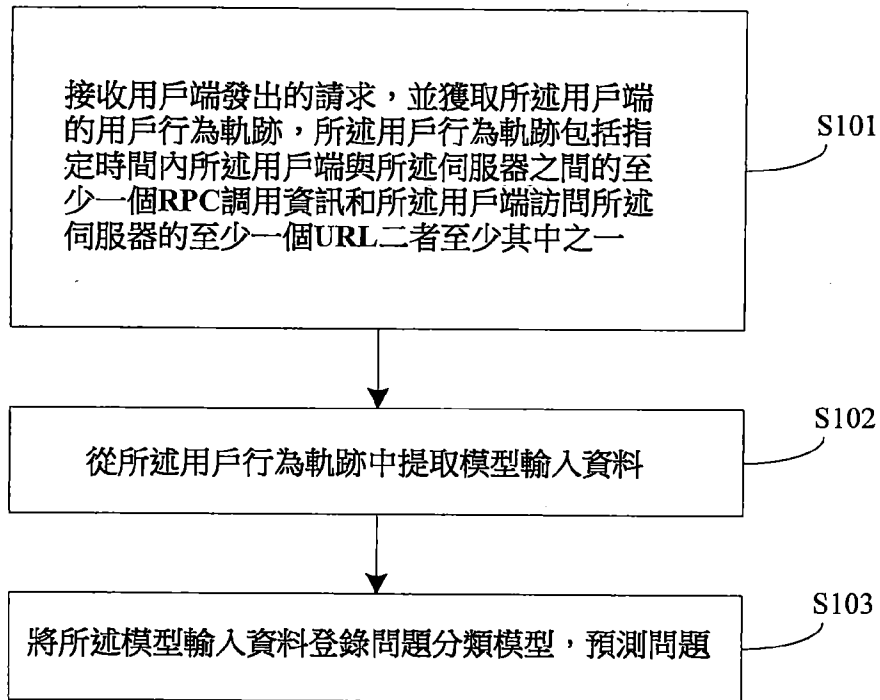 接收用戶端發出的請求，並獲取所述用戶端
的用戶行為軌跡，所述用戶行為軌跡包括指
定時間內所述用戶端與所述伺服器之間的至
少一個RPC調用資訊和所述用戶端訪問所述
伺服器的至少一個URL二者至少其中之一
S101
從所述用戶行為軌跡中提取模型輸入資料
S102
將所述模型輸入資料登錄問題分類模型，預測問題
S103